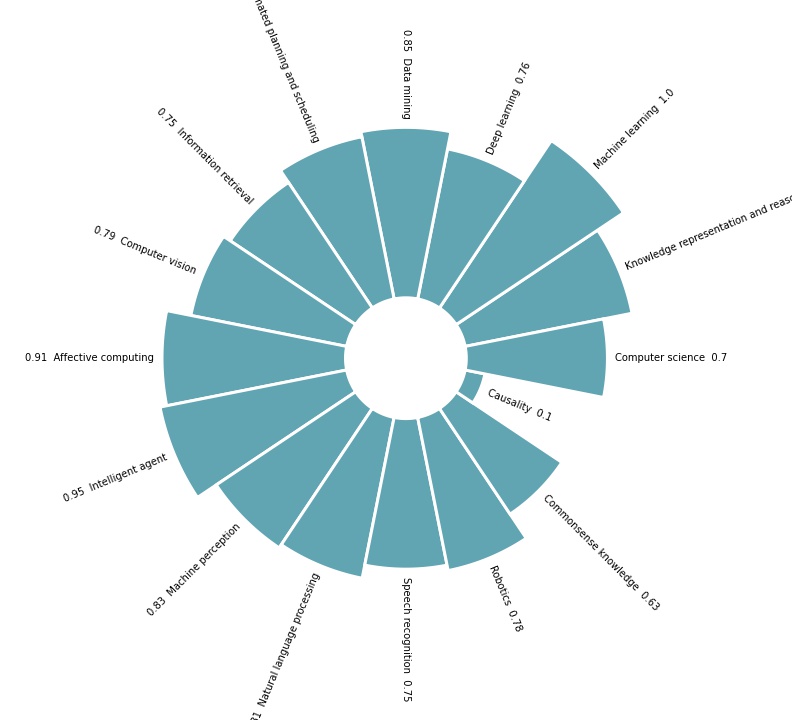 Computer science 0.7
Knowledge representation and
Machine learning 1.0
Deep learning 0.76
0.85 Data mining
planning and scheduling
0.75 Information retrieval
0.79 Computer vision
0.91 Affective computing
0.95 Intelligent agent
0.83 Machine perception
Natural language processing
Speech recognition 0.75
Robotics 0.78
Commonsense knowledge 0.63
Causality 0.1